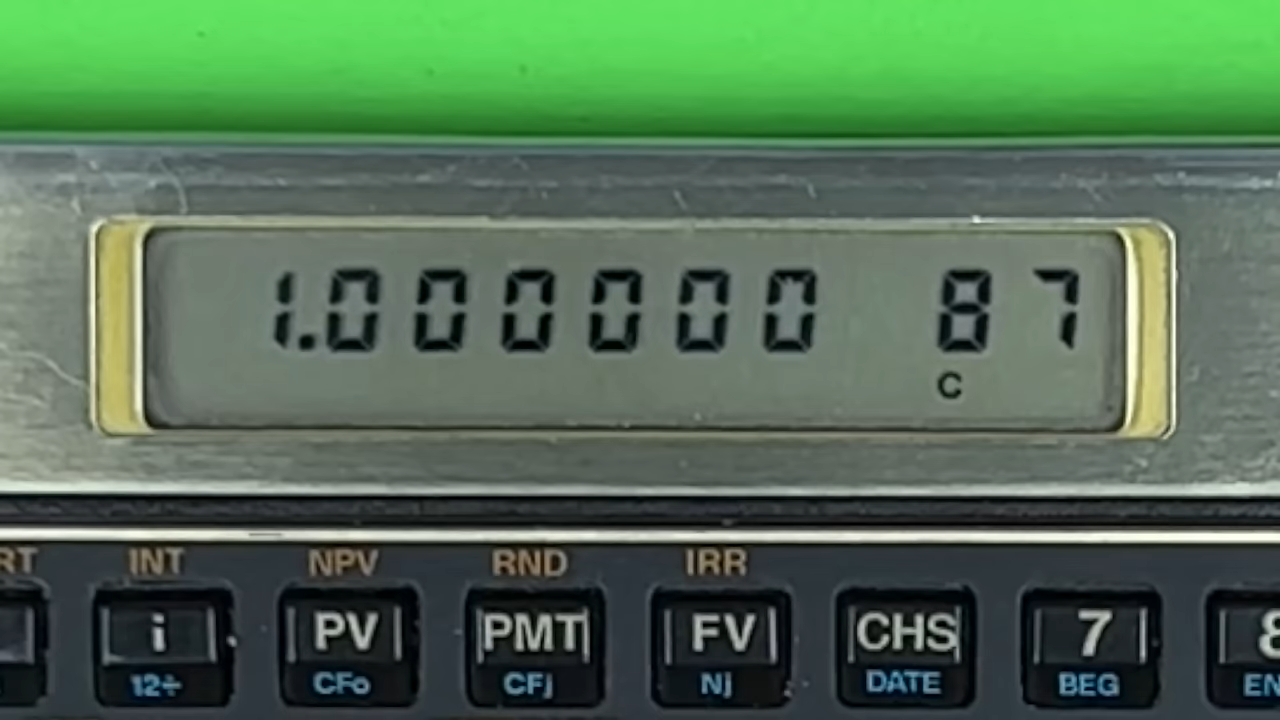 1.000000 87
C
INT NPV RND IRR
i PV PMT FV CHS 7
12÷ CFo CFj Nj DATE BEG